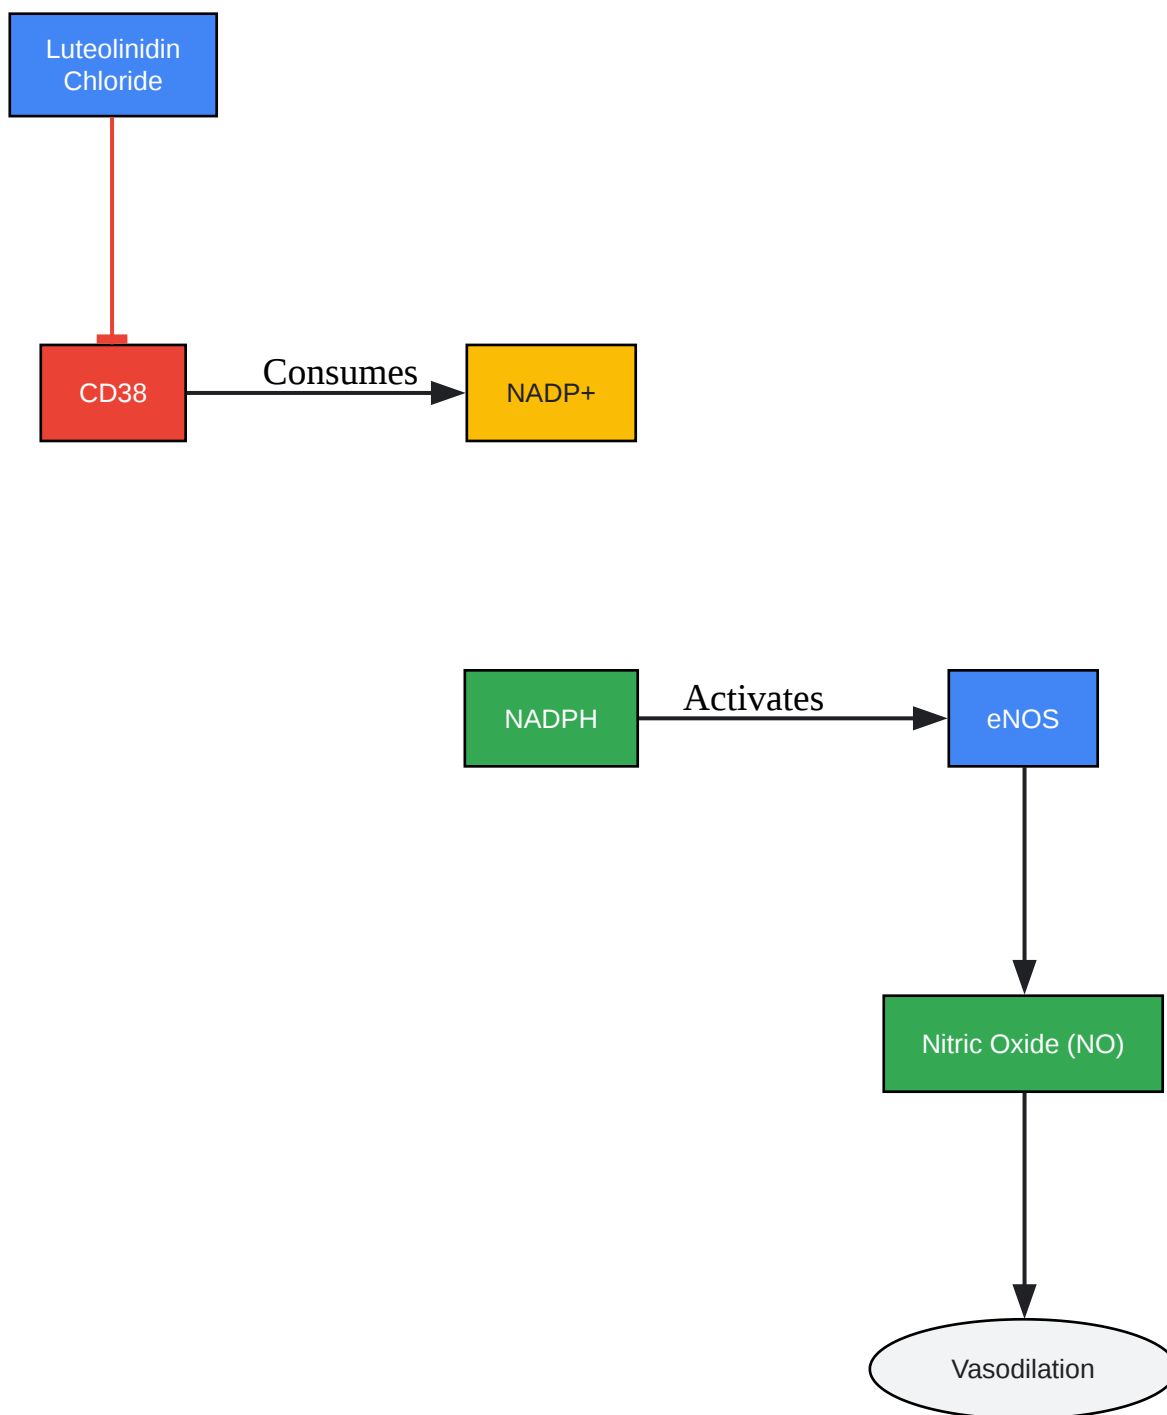 Luteolinidin
Chloride
CD38
Consumes
NADP+
NADPH
Activates
eNOS
Nitric Oxide (NO)
Vasodilation